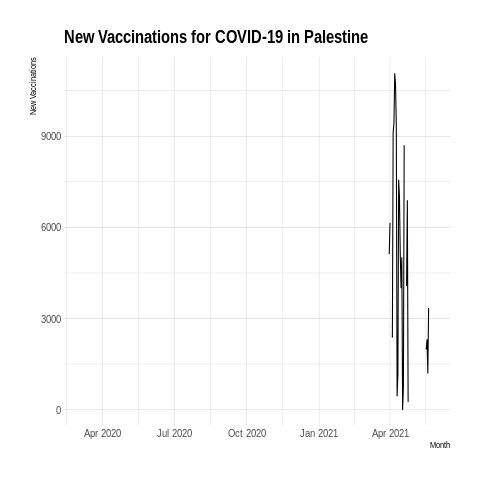 New Vaccinations for COVID-19 in Palestine
New Vaccinations
9000
6000
3000
0
Apr 2020 Jul 2020 Oct 2020 Jan 2021 Apr 2021
Month